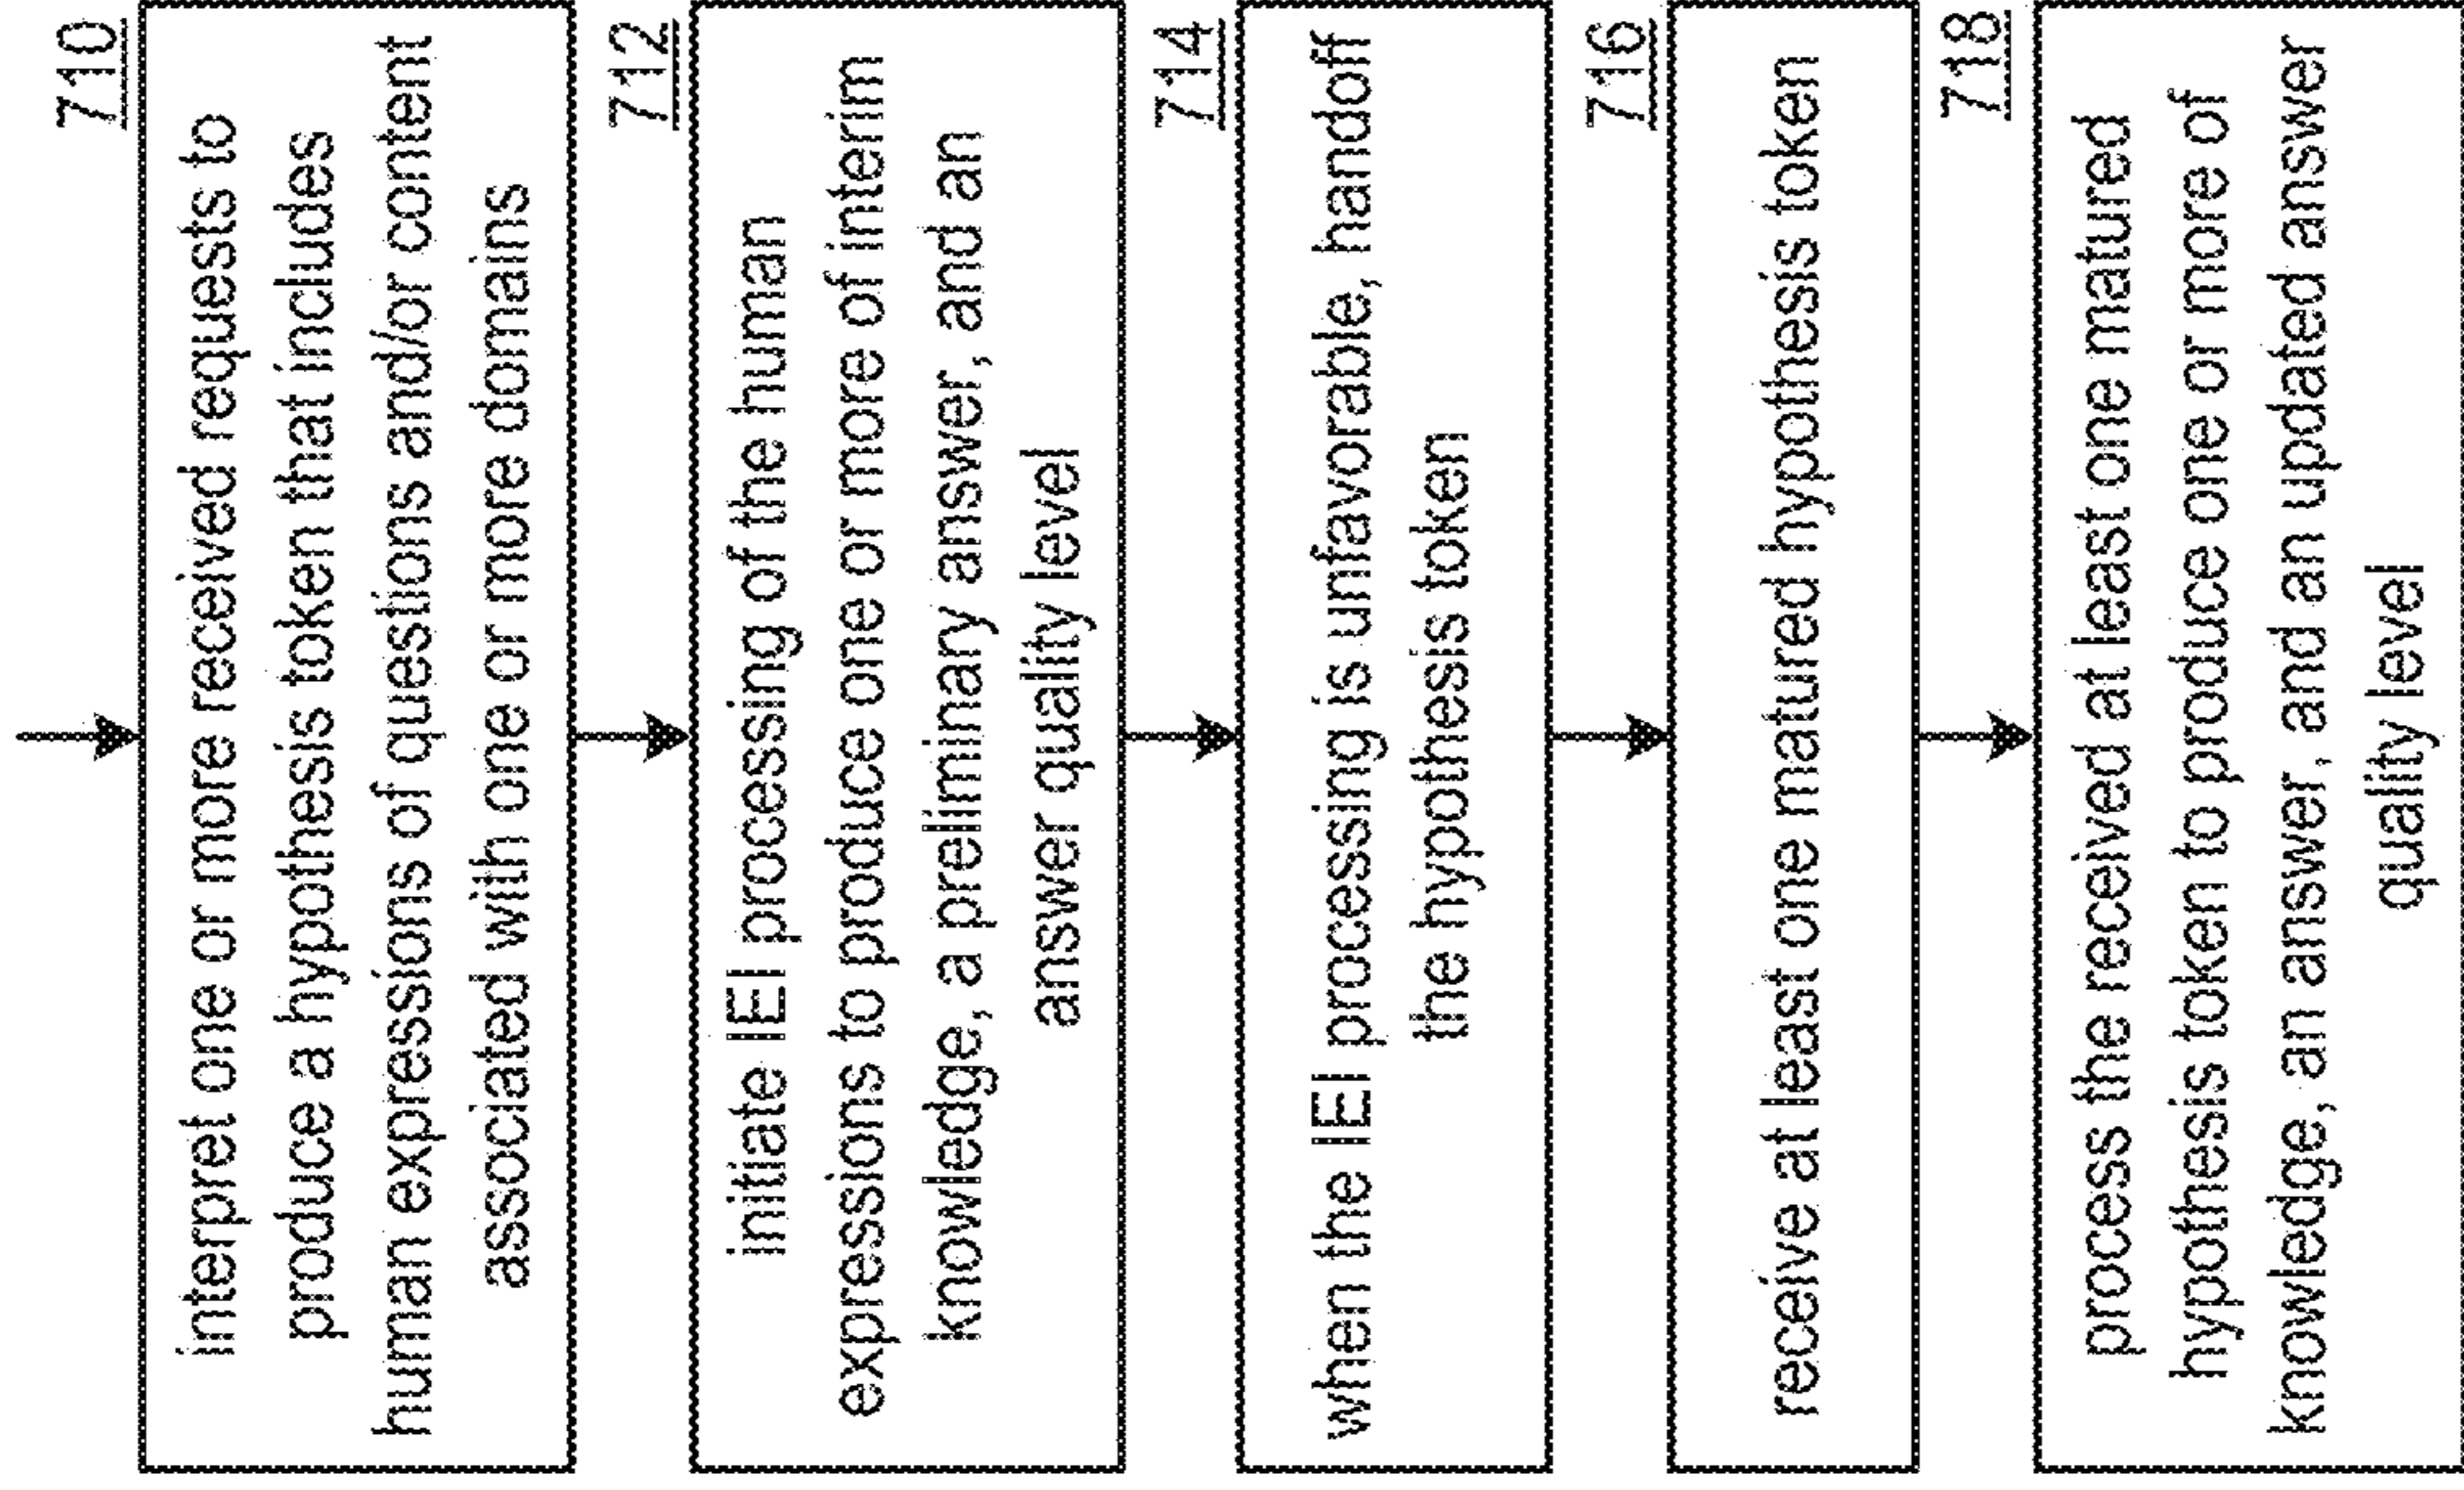 710
interpret one or more received requests to
produce a hypothesis token that includes
human expressions of questions and/or content
associated with one or more domains
712
initiate IEI processing of the human
expressions to produce one or more of interim
knowledge, a preliminary answer, and an
answer quality level
714
when the IEI processing is unfavorable, handoff
the hypothesis token
716
receive at least one matured hypothesis token
718
process the received at least one matured
hypothesis token to produce one or more of
knowledge, an answer, and an updated answer
quality level